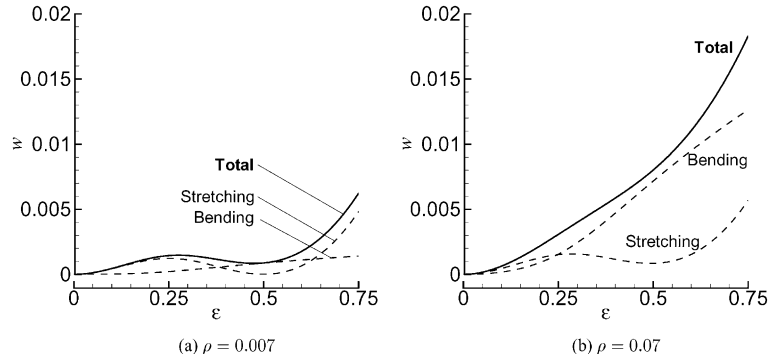 0.02
0.015
0.01
0.005
0
w
Total
Stretching
Bending
0
0.25
0.5
0.75
ε
(a) ρ = 0.007
0.02
0.015
0.01
0.005
0
w
Total
Bending
Stretching
0
0.25
0.5
0.75
ε
(b) ρ = 0.07